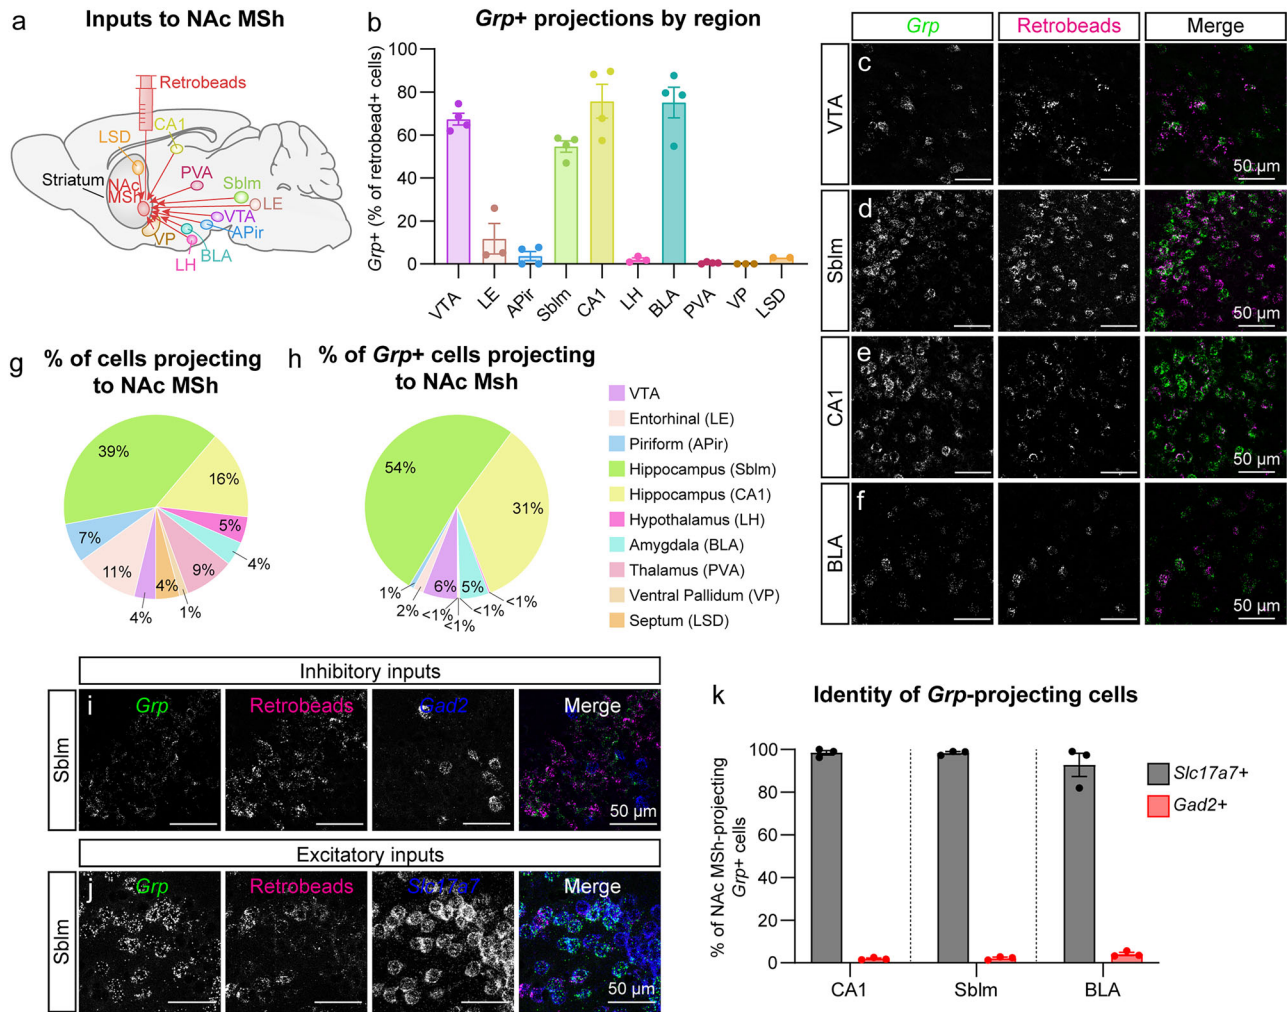 a
Inputs to NAc MSh
Retrobeads
CA1
LSD
PVA
Striatum
NAc
MSh
Sblm
LE
VTA
APir
VP
BLA
LH
b
Grp+ projections by region
Grp+ (% of retrobead+ cells)
100
80
60
40
20
0
VTA
LE
APir
Sblm
CA1
LH
BLA
PVA
VP
LSD
Grp
Retrobeads
Merge
VTA
c
50 µm
Sblm
d
50 µm
CA1
e
50 µm
BLA
f
50 µm
g
% of cells projecting
to NAc MSh
39%
16%
5%
4%
9%
1%
4%
4%
11%
7%
h
% of Grp+ cells projecting
to NAc Msh
54%
31%
<1%
<1%
5%
<1%
<1%
6%
2%
1%
VTA
Entorhinal (LE)
Piriform (APir)
Hippocampus (Sblm)
Hippocampus (CA1)
Hypothalamus (LH)
Amygdala (BLA)
Thalamus (PVA)
Ventral Pallidum (VP)
Septum (LSD)
Inhibitory inputs
Sblm
i
Grp
Retrobeads
Gad2
Merge
50 µm
Excitatory inputs
Sblm
j
Grp
Retrobeads
Slc17a7
Merge
50 µm
k
Identity of Grp-projecting cells
% of NAc MSh-projecting
Grp+ cells
100
80
60
40
20
0
CA1
Sblm
BLA
Slc17a7+
Gad2+